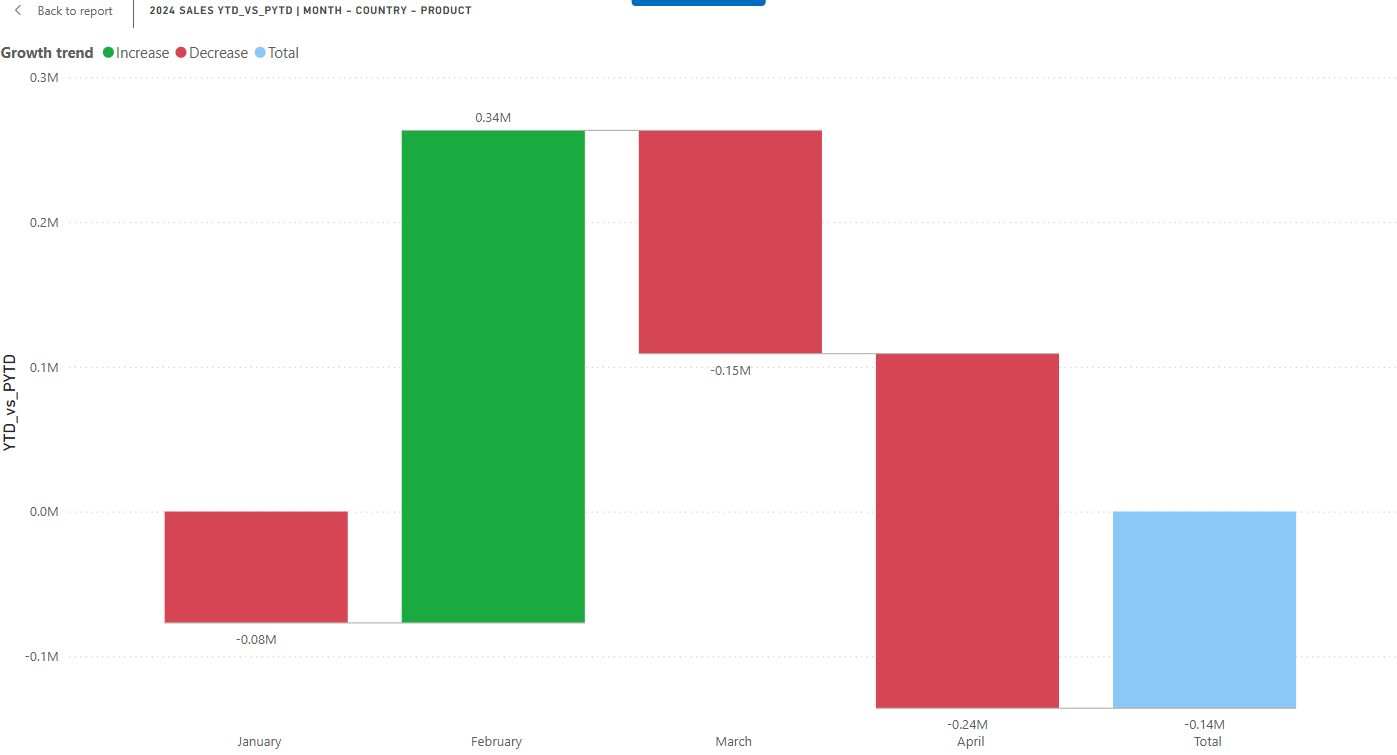 Back to report
2024 SALES YTD_VS_PYTD | MONTH – COUNTRY – PRODUCT
Growth trend Increase Decrease Total
0.3M
0.34M
0.2M
0.1M
-0.15M
YTD_vs_PYTD
0.0M
-0.08M
-0.1M
-0.24M -0.14M
January February March April Total